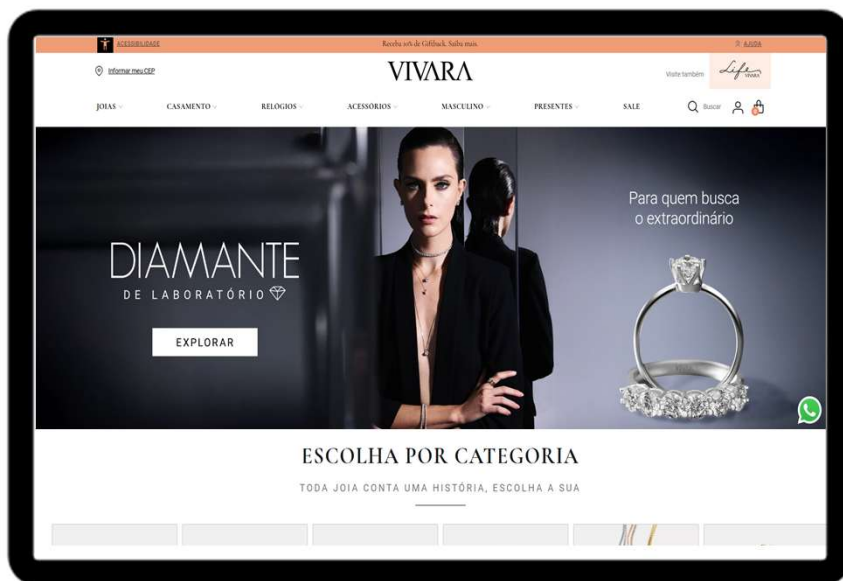 ACESSIBILIDADE
Receba 10% de Giftback. Saiba mais.
AJUDA
Informar meu CEP
VIVARA
Visite também
Life
VIVARA
JOIAS
CASAMENTO
RELÓGIOS
ACESSÓRIOS
MASCULINO
PRESENTES
SALE
Buscar
0
DIAMANTE
DE LABORATÓRIO
EXPLORAR
Para quem busca
o extraordinário
ESCOLHA POR CATEGORIA
TODA JOIA CONTA UMA HISTÓRIA, ESCOLHA A SUA